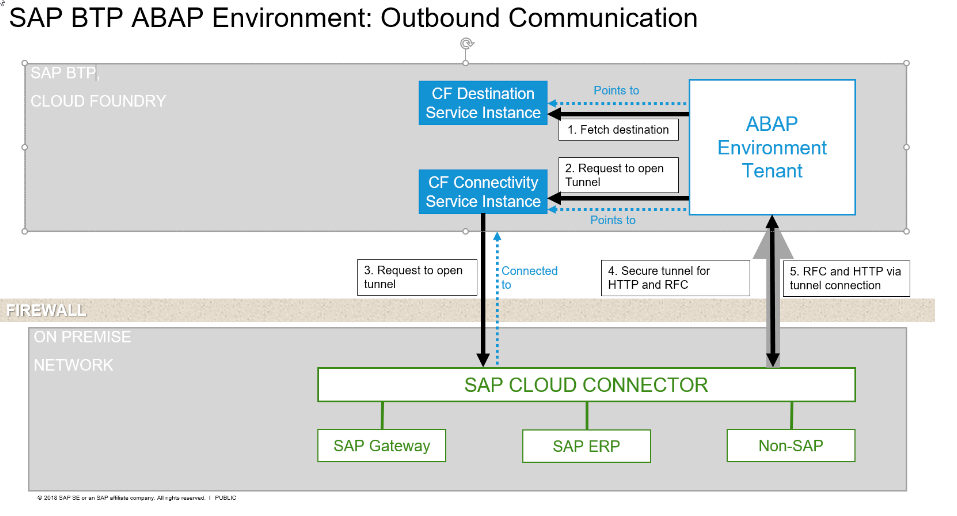 SAP BTP ABAP Environment: Outbound Communication
SAP BTP,
CLOUD FOUNDRY
CF Destination
Service Instance
Points to
1. Fetch destination
ABAP
Environment
Tenant
2. Request to open
Tunnel
CF Connectivity
Service Instance
Points to
3. Request to open
tunnel
Connected
to
4. Secure tunnel for
HTTP and RFC
5. RFC and HTTP via
tunnel connection
FIREWALL
ON PREMISE
NETWORK
SAP CLOUD CONNECTOR
SAP Gateway
SAP ERP
Non-SAP
© 2018 SAP SE or an SAP affiliate company. All rights reserved. I PUBLIC